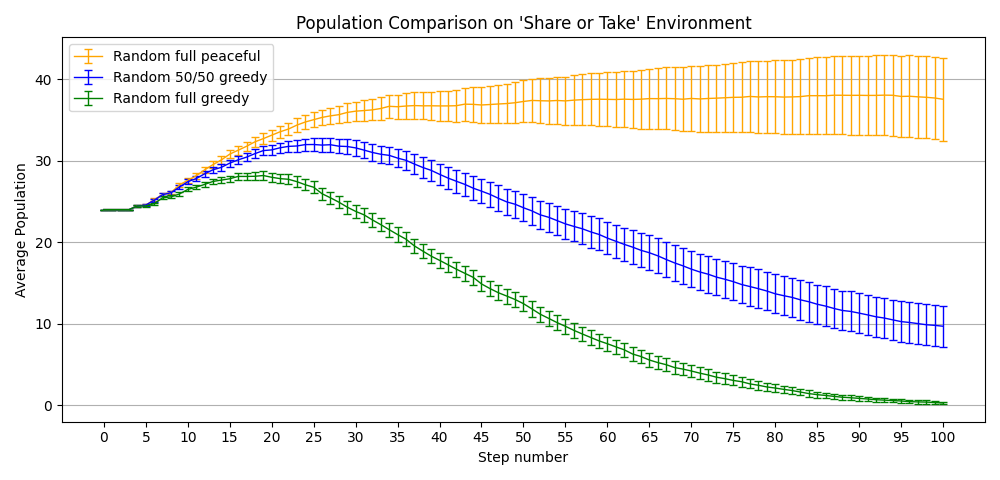 Population Comparison on 'Share or Take' Environment
Random full peaceful
Random 50/50 greedy
Random full greedy
Average Population
40
30
20
10
0
0 5 10 15 20 25 30 35 40 45 50 55 60 65 70 75 80 85 90 95 100
Step number